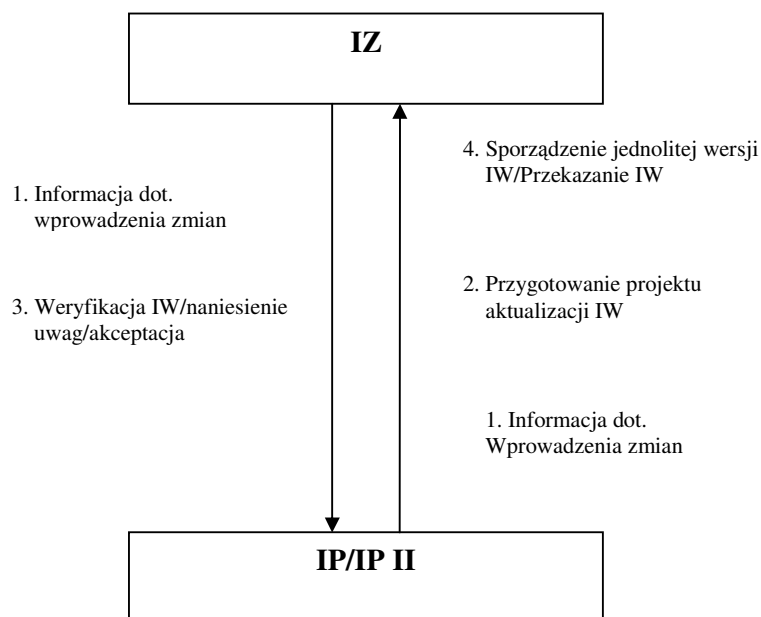 IZ
1. Informacja dot.
wprowadzenia zmian
3. Weryfikacja IW/naniesienie
uwag/akceptacja
4. Sporządzenie jednolitej wersji
IW/Przekazanie IW
2. Przygotowanie projektu
aktualizacji IW
1. Informacja dot.
Wprowadzenia zmian
IP/IP II